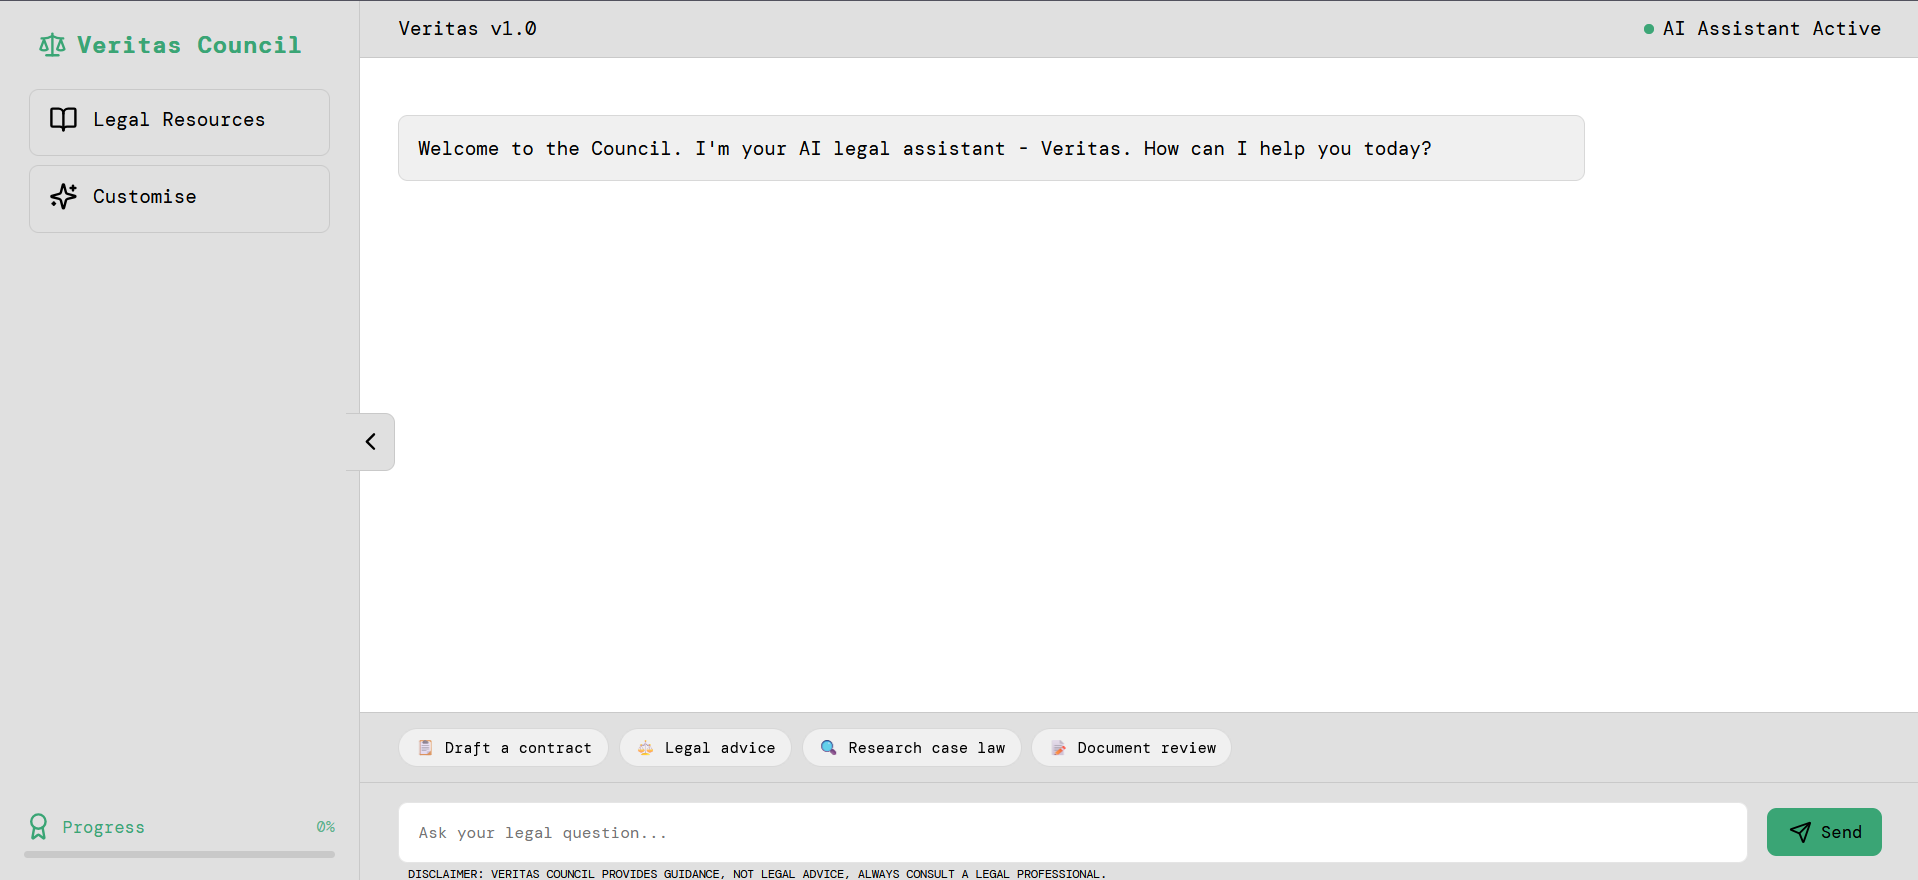 Veritas Council
Legal Resources
Customise
Progress 0%
Veritas v1.0
AI Assistant Active
Welcome to the Council. I'm your AI legal assistant - Veritas. How can I help you today?
Draft a contract
Legal advice
Research case law
Document review
Ask your legal question...
Send
DISCLAIMER: VERITAS COUNCIL PROVIDES GUIDANCE, NOT LEGAL ADVICE, ALWAYS CONSULT A LEGAL PROFESSIONAL.